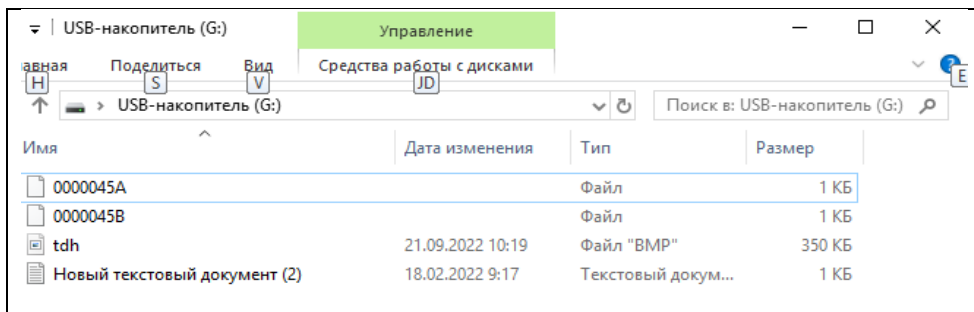 USB-накопитель (G:) Управление
авная Поделиться Вид Средства работы с дисками
H S V JD E
USB-накопитель (G:) Поиск в: USB-накопитель (G:)
Имя Дата изменения Тип Размер
0000045A Файл 1 КБ
0000045B Файл 1 КБ
tdh 21.09.2022 10:19 Файл "BMP" 350 КБ
Новый текстовый документ (2) 18.02.2022 9:17 Текстовый докум... 1 КБ